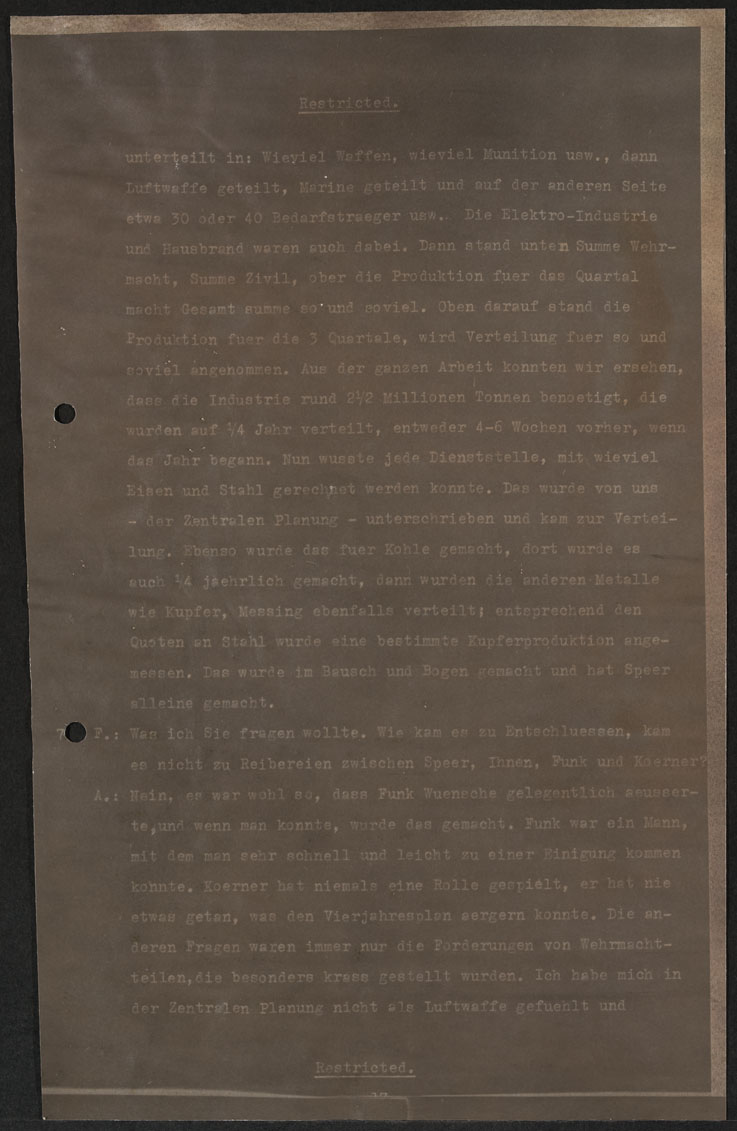 Restricted.
unterteilt in: Wieviel Waffen, wieviel Munition usw., dann
Luftwaffe geteilt, Marine geteilt und auf der anderen Seite
etwa 30 oder 40 Bedarfstraeger usw.. Die Elektro-Industrie
und Hausbrand waren auch dabei. Dann stand unten Summe Wehr-
macht, Summe Zivil, ober die Produktion fuer das Quartal
macht Gesamt summe so und soviel. Oben darauf stand die
Produktion fuer die 3 Quartale, wird Verteilung fuer so und
soviel angenommen. Aus der ganzen Arbeit konnten wir ersehen,
dass die Industrie rund 2½ Millionen Tonnen benoetigt, die
wurden auf ¼ Jahr verteilt, entweder 4-6 Wochen vorher, wenn
das Jahr begann. Nun wusste jede Dienststelle, mit wieviel
Eisen und Stahl gerechnet werden konnte. Das wurde von uns
- der Zentralen Planung - unterschrieben und kam zur Vertei-
lung. Ebenso wurde das fuer Kohle gemacht, dort wurde es
auch ¼ jaehrlich gemacht, dann wurden die anderen Metalle
wie Kupfer, Messing ebenfalls verteilt; entsprechend den
Quoten an Stahl wurde eine bestimmte Kupferproduktion ange-
messen. Das wurde im Bausch und Bogen gemacht und hat Speer
alleine gemacht.
F.: Was ich Sie fragen wollte. Wie kam es zu Entschluessen, kam
es nicht zu Reibereien zwischen Speer, Ihnen, Funk und Koerner?
A.: Nein, es war wohl so, dass Funk Wuensche gelegentlich aeusser-
te,und wenn man konnte, wurde das gemacht. Funk war ein Mann,
mit dem man sehr schnell und leicht zu einer Einigung kommen
konnte. Koerner hat niemals eine Rolle gespielt, er hat nie
etwas getan, was den Vierjahresplan aergern konnte. Die an-
deren Fragen waren immer nur die Forderungen von Wehrmacht-
teilen,die besonders krass gestellt wurden. Ich habe mich in
der Zentralen Planung nicht als Luftwaffe gefuehlt und
Restricted.